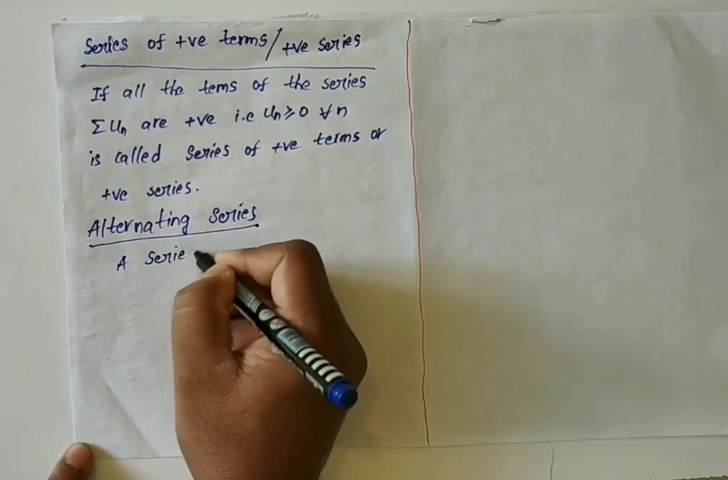 Series of +ve terms/ +ve series
If all the tems of the series
Σ Uₙ are +ve i.e Uₙ ≥ 0 ∀ n
is called Series of +ve terms or
+ve series.
Alternating Series
A Serie